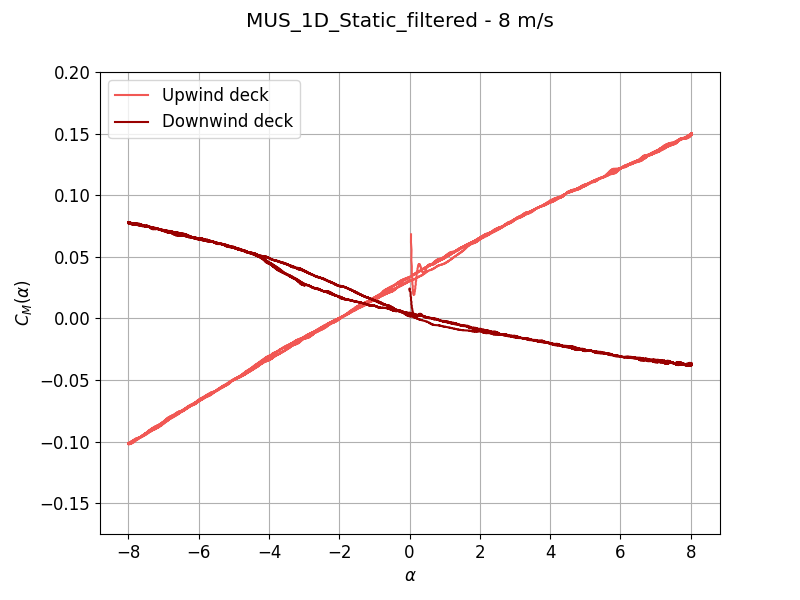 MUS_1D_Static_filtered - 8 m/s
Upwind deck
Downwind deck
0.20
0.15
0.10
0.05
0.00
−0.05
−0.10
−0.15
C_M(α)
−8 −6 −4 −2 0 2 4 6 8
α